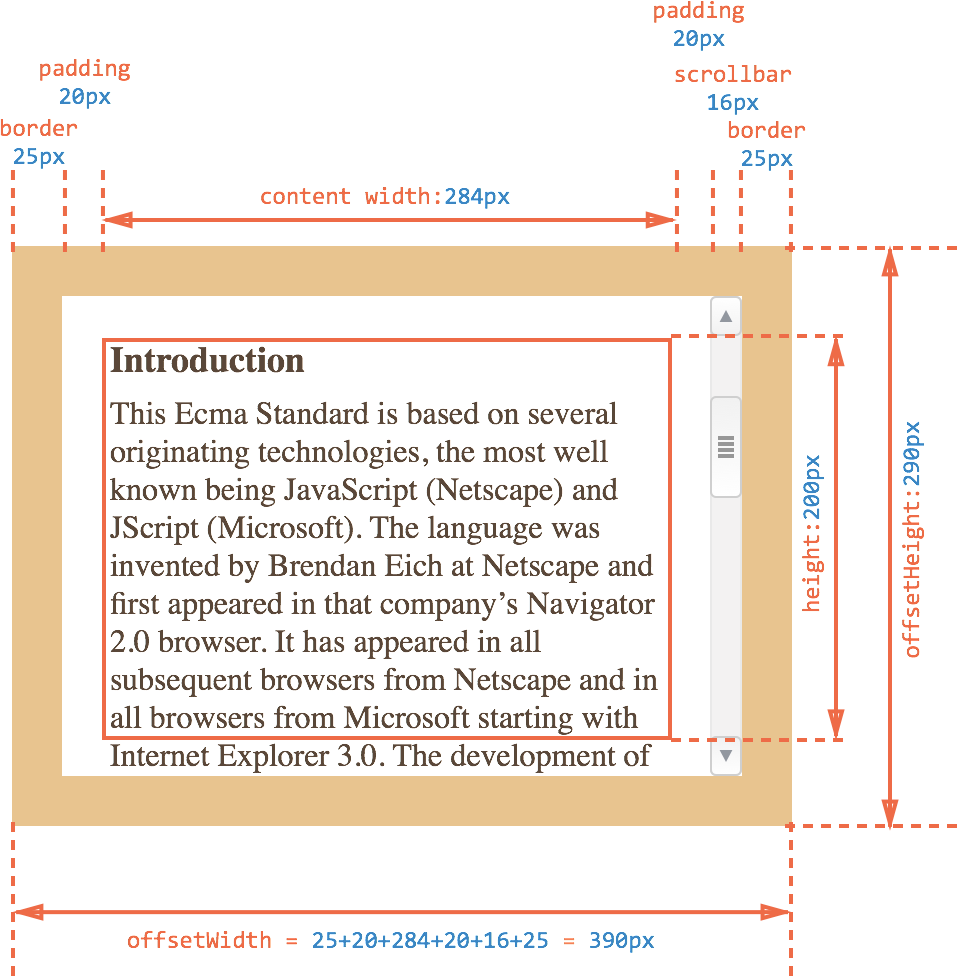 padding
20px
scrollbar
16px
padding
20px
border
25px
border
25px
content width:284px
Introduction
This Ecma Standard is based on several
originating technologies, the most well
known being JavaScript (Netscape) and
JScript (Microsoft). The language was
invented by Brendan Eich at Netscape and
first appeared in that company’s Navigator
2.0 browser. It has appeared in all
subsequent browsers from Netscape and in
all browsers from Microsoft starting with
Internet Explorer 3.0. The development of
height:200px
offsetHeight:290px
offsetWidth = 25+20+284+20+16+25 = 390px